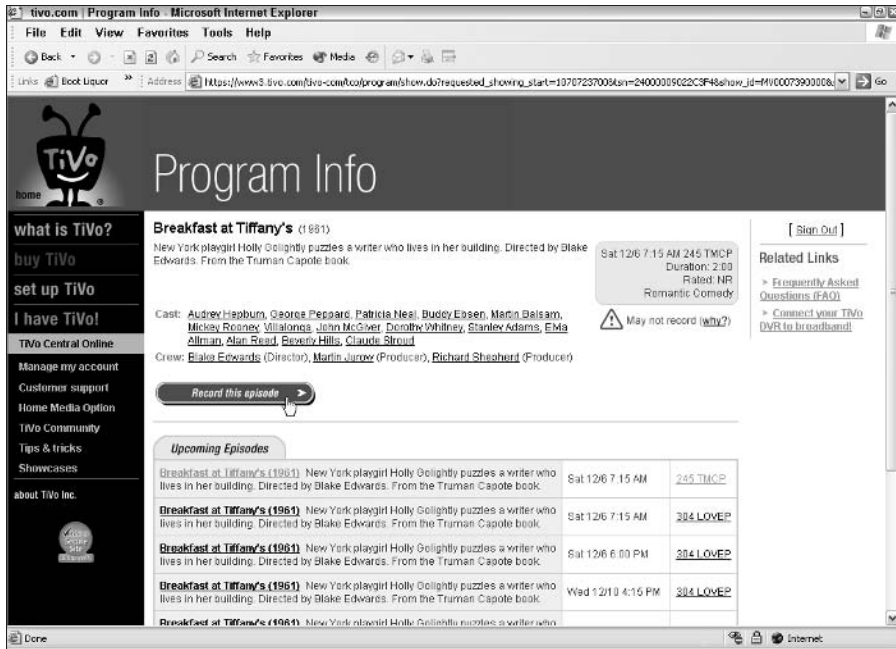 tivo.com | Program Info - Microsoft Internet Explorer
File Edit View Favorites Tools Help
Back Search Favorites Media
Links Boot Liquor » Address Go
TiVo
home
Program Info
what is TiVo?
buy TiVo
set up TiVo
I have TiVo!
TiVo Central Online
Manage my account
Customer support
Home Media Option
TiVo Community
Tips & tricks
Showcases
about TiVo Inc.
Breakfast at Tiffany's (1961)
New York playgirl Holly Golightly puzzles a writer who lives in her building. Directed by Blake
Edwards. From the Truman Capote book.
Sat 12/6 7:15 AM 245 TMCP
Duration: 2:00
Rated: NR
Romantic Comedy
May not record (why?)
Cast: Audrey Hepburn, George Peppard, Patricia Neal, Buddy Ebsen, Martin Balsam,
Mickey Rooney, Villalonga, John McGiver, Dorothy Whitney, Stanley Adams, Elvia
Allman, Alan Reed, Beverly Hills, Claude Stroud
Crew: Blake Edwards (Director), Martin Jurow (Producer), Richard Shepherd (Producer)
Record this episode
[ Sign Out ]
Related Links
> Frequently Asked
Questions (FAQ)
> Connect your TiVo
DVR to broadband!
Upcoming Episodes
Breakfast at Tiffany's (1961) New York playgirl Holly Golightly puzzles a writer who
lives in her building. Directed by Blake Edwards. From the Truman Capote book.
Sat 12/6 7:15 AM
245 TMCP
Breakfast at Tiffany's (1961) New York playgirl Holly Golightly puzzles a writer who
lives in her building. Directed by Blake Edwards. From the Truman Capote book.
Sat 12/6 7:15 AM
304 LOVEP
Breakfast at Tiffany's (1961) New York playgirl Holly Golightly puzzles a writer who
lives in her building. Directed by Blake Edwards. From the Truman Capote book.
Sat 12/6 6:00 PM
304 LOVEP
Breakfast at Tiffany's (1961) New York playgirl Holly Golightly puzzles a writer who
lives in her building. Directed by Blake Edwards. From the Truman Capote book.
Wed 12/10 4:15 PM
304 LOVEP
Breakfast at Tiffany's (1961) New York playgirl Holly Golightly puzzles a writer who
Done Internet